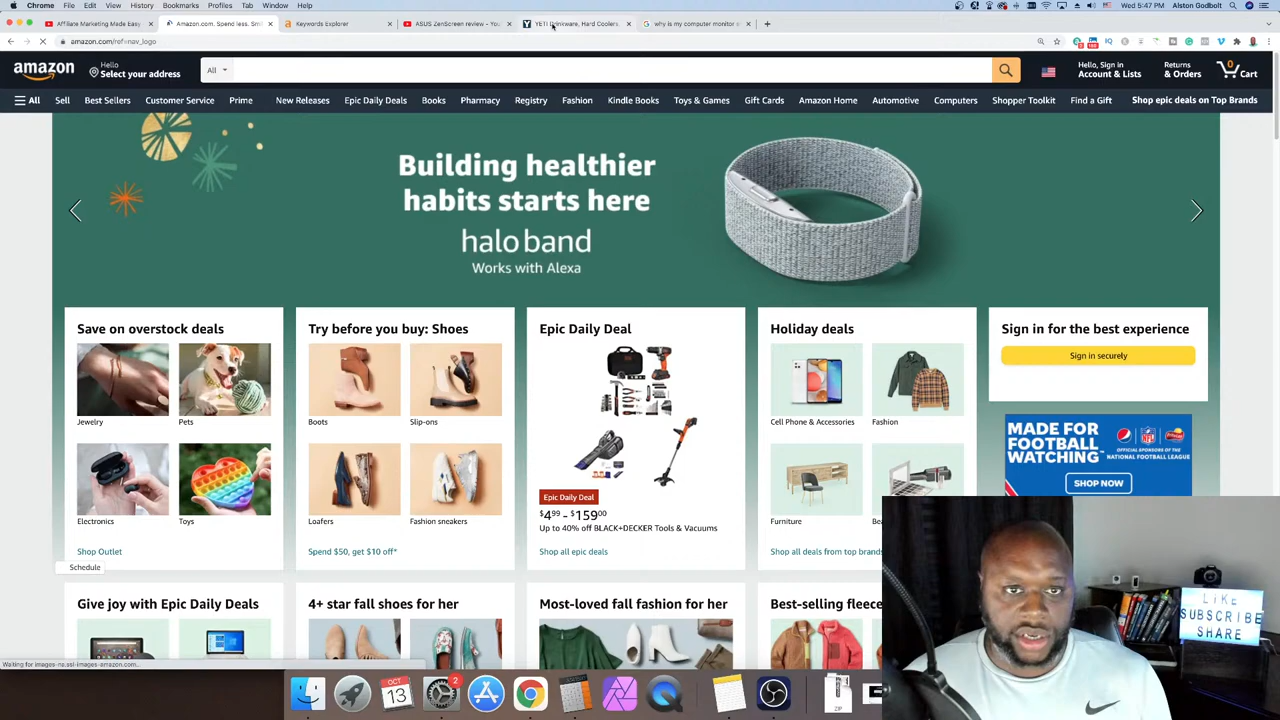 Chrome File Edit View History Bookmarks Profiles Tab Window Help
Wed 5:47 PM Alston Godbolt
Affiliate Marketing Made Easy
Amazon.com. Spend less. Smi
Keywords Explorer
ASUS ZenScreen review - You
YETI Drinkware, Hard Coolers,
why is my computer monitor
amazon.com/ref=nav_logo
amazon
Hello
Select your address
All
Hello, Sign in
Account & Lists
Returns
& Orders
0
Cart
All Sell Best Sellers Customer Service Prime New Releases Epic Daily Deals Books Pharmacy Registry Fashion Kindle Books Toys & Games Gift Cards Amazon Home Automotive Computers Shopper Toolkit Find a Gift Shop epic deals on Top Brands
Building healthier
habits starts here
halo band
Works with Alexa
Save on overstock deals
Jewelry
Pets
Electronics
Toys
Shop Outlet
Try before you buy: Shoes
Boots
Slip-ons
Loafers
Fashion sneakers
Spend $50, get $10 off*
Epic Daily Deal
Epic Daily Deal
$4.99 - $159.00
Up to 40% off BLACK+DECKER Tools & Vacuums
Shop all epic deals
Holiday deals
Cell Phone & Accessories
Fashion
Furniture
Shop all deals from top brands
Sign in for the best experience
Sign in securely
MADE FOR
FOOTBALL
WATCHING
OFFICIAL SPONSORS OF THE
NATIONAL FOOTBALL LEAGUE
SHOP NOW
Schedule
Give joy with Epic Daily Deals
4+ star fall shoes for her
Most-loved fall fashion for her
Best-selling fleece
Waiting for images-na.ssl-images-amazon.com...
OCT
13
2
ZIP
LIKE
SUBSCRIBE
SHARE